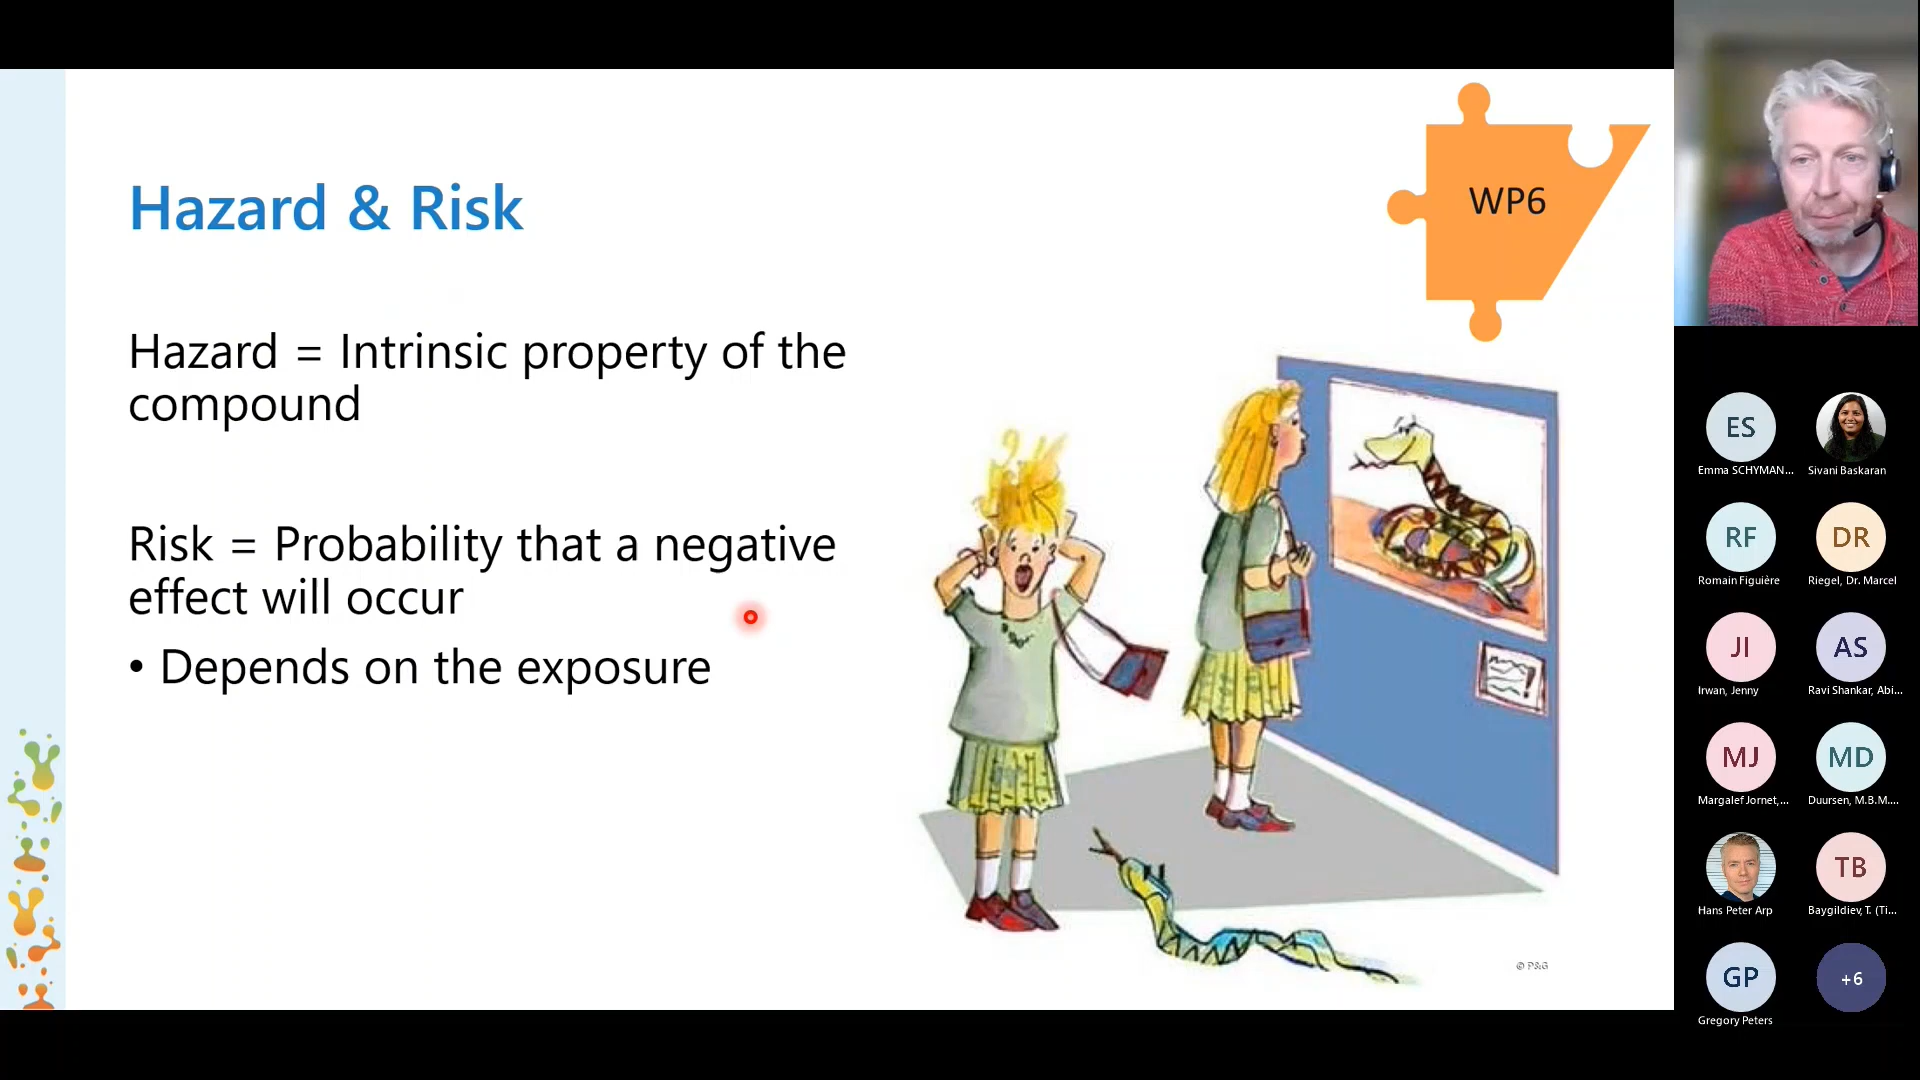 Hazard & Risk
WP6
Hazard = Intrinsic property of the
compound
Risk = Probability that a negative
effect will occur
• Depends on the exposure
© P&G
ES
Emma SCHYMAN...
Sivani Baskaran
RF
Romain Figuière
DR
Riegel, Dr. Marcel
JI
Irwan, Jenny
AS
Ravi Shankar, Abi...
MJ
Margalef Jornet,...
MD
Duursen, M.B.M....
Hans Peter Arp
TB
Baygildiev, T. (Ti...
GP
Gregory Peters
+6